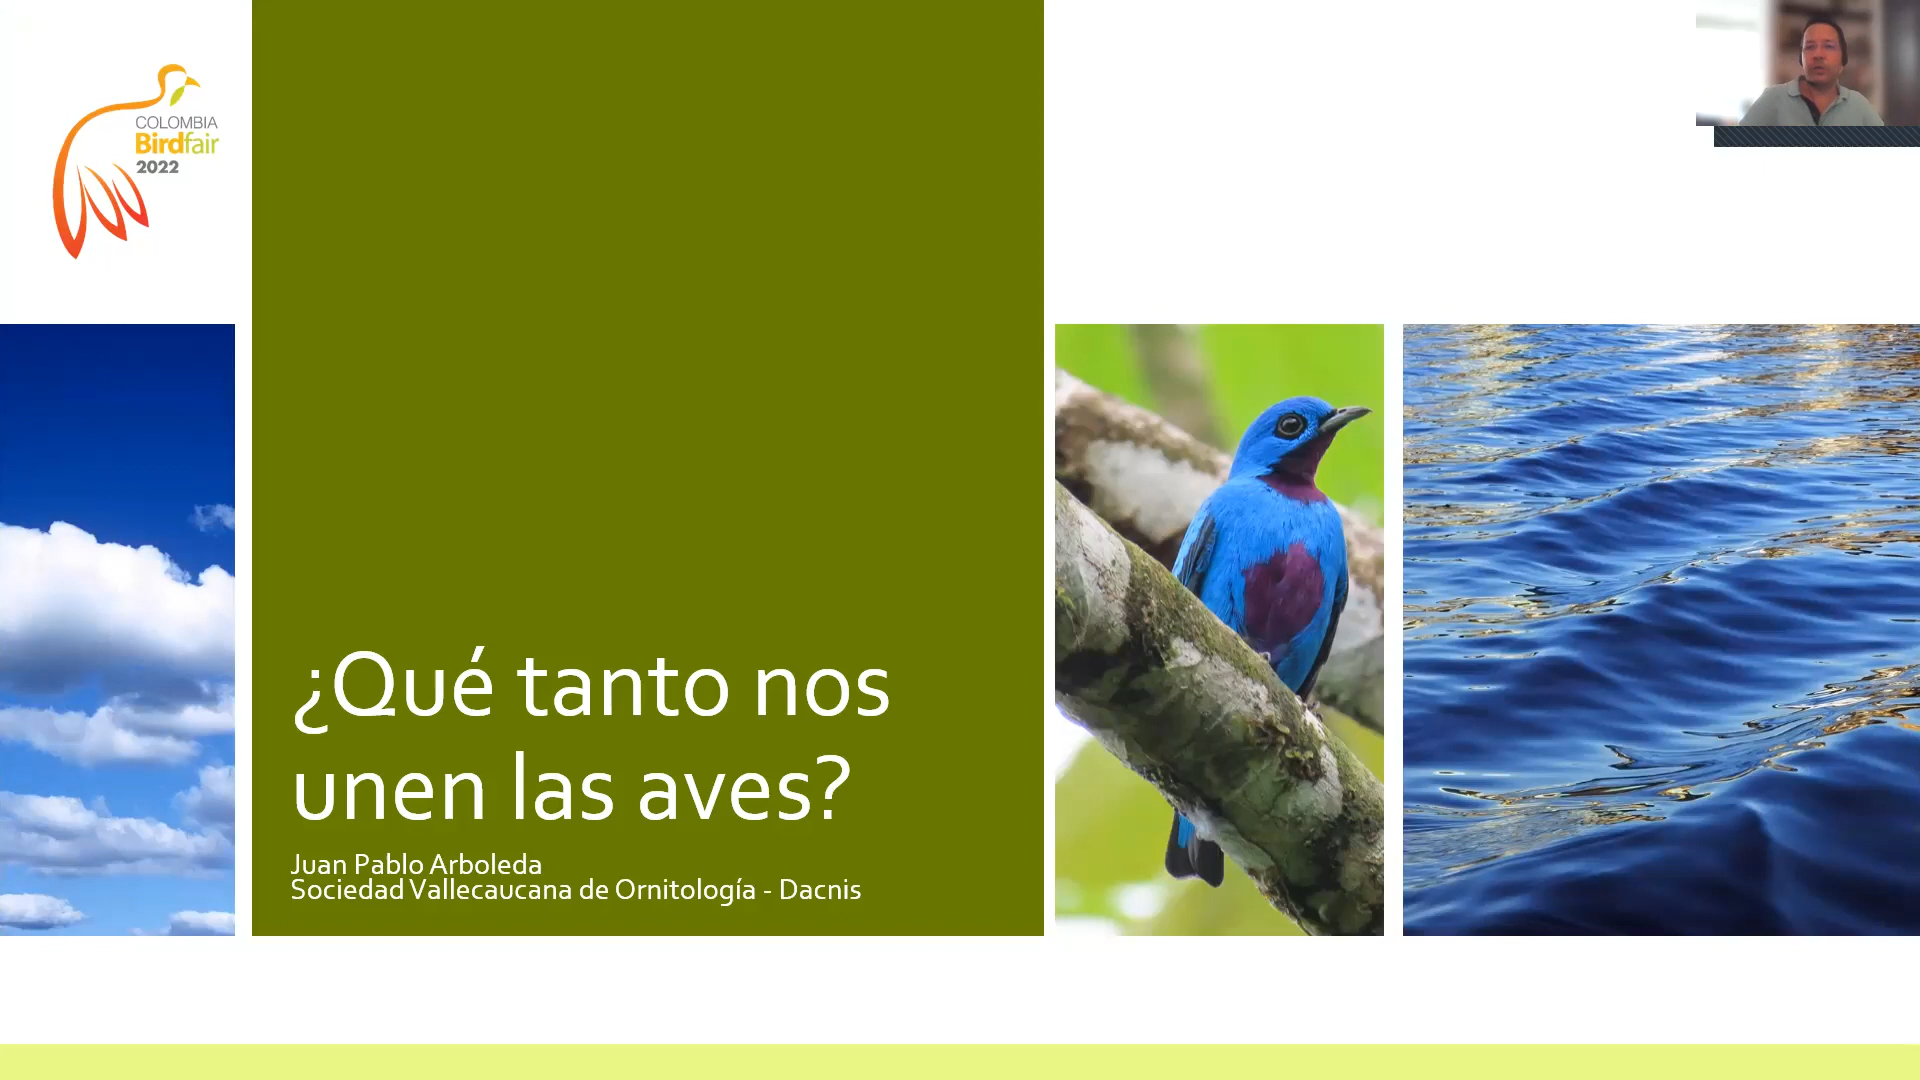 COLOMBIA
Birdfair
2022
¿Qué tanto nos
unen las aves?
Juan Pablo Arboleda
Sociedad Vallecaucana de Ornitología - Dacnis